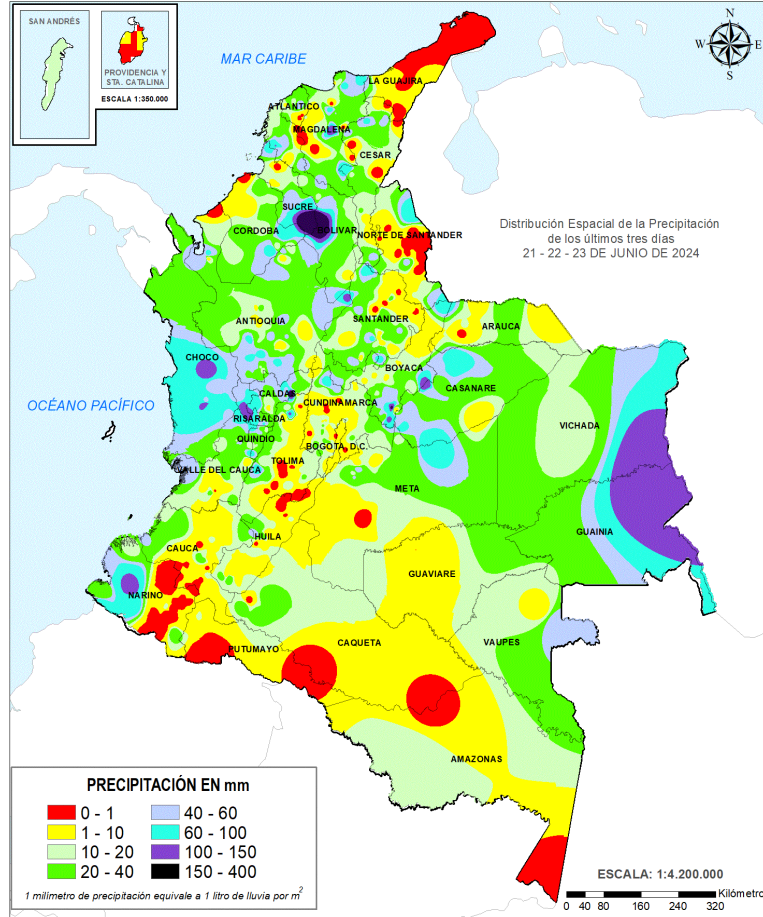 SAN ANDRÉS
PROVIDENCIA Y
STA. CATALINA
ESCALA 1:350.000
MAR CARIBE
N
W
E
S
LA GUAJIRA
ATLANTICO
MAGDALENA
CESAR
SUCRE
CORDOBA
BOLIVAR
NORTE DE SANTANDER
Distribución Espacial de la Precipitación
de los últimos tres días
21 - 22 - 23 DE JUNIO DE 2024
ANTIOQUIA
SANTANDER
ARAUCA
CHOCO
BOYACA
CASANARE
OCÉANO PACÍFICO
CALDAS
CUNDINAMARCA
RISARALDA
VICHADA
QUINDIO
BOGOTA, D.C.
TOLIMA
VALLE DEL CAUCA
META
GUAINIA
HUILA
CAUCA
GUAVIARE
NARIÑO
CAQUETA
VAUPES
PUTUMAYO
AMAZONAS
PRECIPITACIÓN EN mm
0 - 1
40 - 60
1 - 10
60 - 100
10 - 20
100 - 150
20 - 40
150 - 400
1 milímetro de precipitación equivale a 1 litro de lluvia por m2
ESCALA: 1:4.200.000
Kilómetro
0 40 80 160 240 320